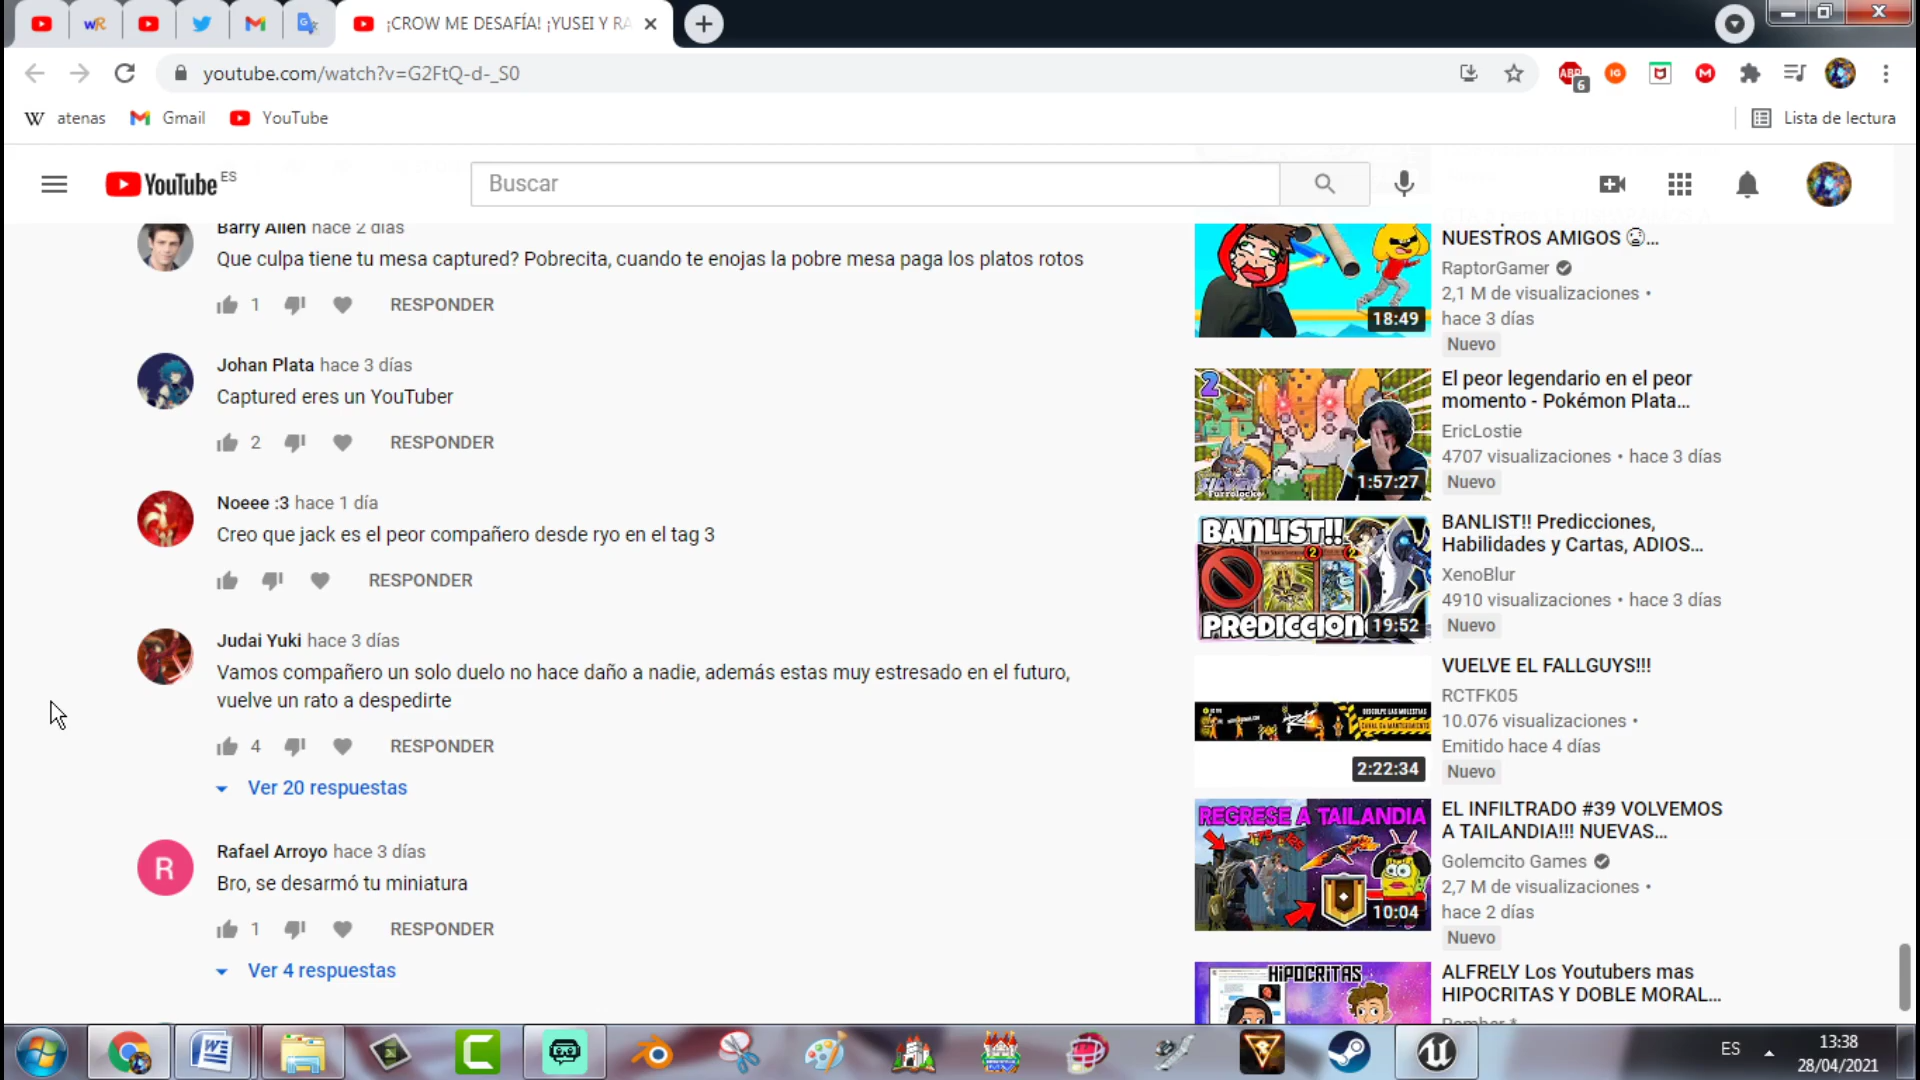 ¡CROW ME DESAFÍA! ¡YUSEI Y RA
youtube.com/watch?v=G2FtQ-d-_S0
6
atenas
Gmail
YouTube
Lista de lectura
YouTube ES
Buscar
Barry Allen hace 2 días
Que culpa tiene tu mesa captured? Pobrecita, cuando te enojas la pobre mesa paga los platos rotos
1 RESPONDER
Johan Plata hace 3 días
Captured eres un YouTuber
2 RESPONDER
Noeee :3 hace 1 día
Creo que jack es el peor compañero desde ryo en el tag 3
RESPONDER
Judai Yuki hace 3 días
Vamos compañero un solo duelo no hace daño a nadie, además estas muy estresado en el futuro,
vuelve un rato a despedirte
4 RESPONDER
Ver 20 respuestas
R
Rafael Arroyo hace 3 días
Bro, se desarmó tu miniatura
1 RESPONDER
Ver 4 respuestas
18:49
NUESTROS AMIGOS 😰...
RaptorGamer
2,1 M de visualizaciones •
hace 3 días
Nuevo
2
1:57:27
El peor legendario en el peor
momento - Pokémon Plata...
EricLostie
4707 visualizaciones • hace 3 días
Nuevo
BANLIST!!
PREDICCION
19:52
BANLIST!! Predicciones,
Habilidades y Cartas, ADIOS...
XenoBlur
4910 visualizaciones • hace 3 días
Nuevo
2:22:34
VUELVE EL FALLGUYS!!!
RCTFK05
10.076 visualizaciones •
Emitido hace 4 días
Nuevo
REGRESE A TAILANDIA
10:04
EL INFILTRADO #39 VOLVEMOS
A TAILANDIA!!! NUEVAS...
Golemcito Games
2,7 M de visualizaciones •
hace 2 días
Nuevo
HIPOCRITAS
ALFRELY Los Youtubers mas
HIPOCRITAS Y DOBLE MORAL...
ES
13:38
28/04/2021